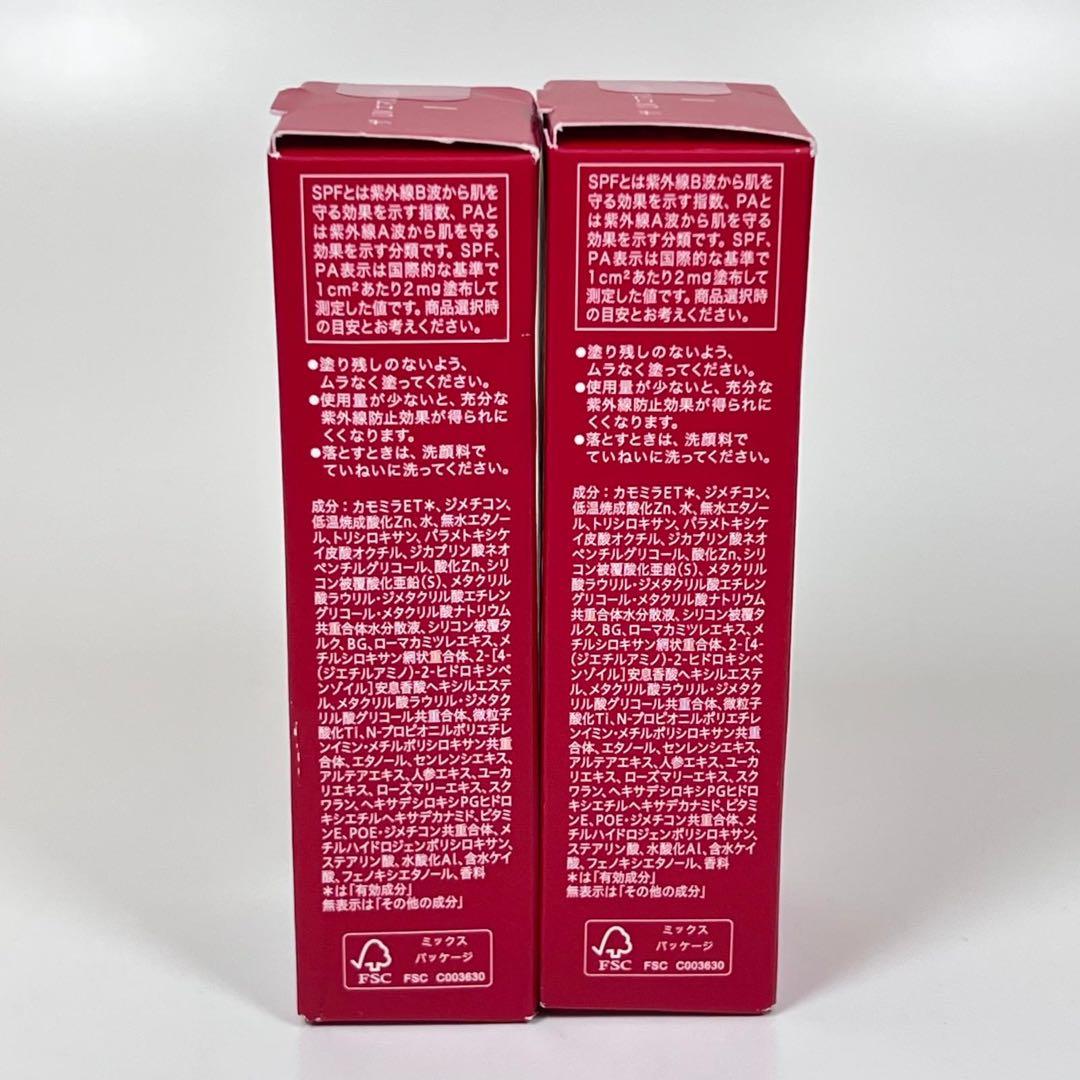 SPFとは紫外線B波から肌を
守る効果を示す指数、PAと
は紫外線A波から肌を守る
効果を示す分類です。SPF、
PA表示は国際的な基準で
1cm²あたり2mg塗布して
測定した値です。商品選択時
の目安とお考えください。
●塗り残しのないよう、
ムラなく塗ってください。
●使用量が少ないと、充分な
紫外線防止効果が得られに
くくなります。
●落とすときは、洗顔料で
ていねいに洗ってください。
成分：カモミラET＊、ジメチコン、
低温焼成酸化Zn、水、無水エタノー
ル、トリシロキサン、パラメトキシケ
イ皮酸オクチル、ジカプリン酸ネオ
ペンチルグリコール、酸化Zn、シリ
コン被覆酸化亜鉛(S)、メタクリル
酸ラウリル・ジメタクリル酸エチレン
グリコール・メタクリル酸ナトリウム
共重合体水分散液、シリコン被覆タ
ルク、BG、ローマカミツレエキス、メ
チルシロキサン網状重合体、2-[4-
(ジエチルアミノ)-2-ヒドロキシベ
ンゾイル]安息香酸ヘキシルエステ
ル、メタクリル酸ラウリル・ジメタク
リル酸グリコール共重合体、微粒子
酸化Ti、N-プロピオニルポリエチレ
ンイミン・メチルポリシロキサン共重
合体、エタノール、センレンシエキス、
アルテアエキス、人参エキス、ユーカ
リエキス、ローズマリーエキス、スク
ワラン、ヘキサデシロキシPGヒドロ
キシエチルヘキサデカナミド、ビタミ
ンE、POE・ジメチコン共重合体、メ
チルハイドロジェンポリシロキサン、
ステアリン酸、水酸化Al、含水ケイ
酸、フェノキシエタノール、香料
＊は「有効成分」
無表示は「その他の成分」
ミックス
パッケージ
FSC
FSC C003630
SPFとは紫外線B波から肌を
守る効果を示す指数、PAと
は紫外線A波から肌を守る
効果を示す分類です。SPF、
PA表示は国際的な基準で
1cm²あたり2mg塗布して
測定した値です。商品選択時
の目安とお考えください。
●塗り残しのないよう、
ムラなく塗ってください。
●使用量が少ないと、充分な
紫外線防止効果が得られに
くくなります。
●落とすときは、洗顔料で
ていねいに洗ってください。
成分：カモミラET＊、ジメチコン、
低温焼成酸化Zn、水、無水エタノー
ル、トリシロキサン、パラメトキシケ
イ皮酸オクチル、ジカプリン酸ネオ
ペンチルグリコール、酸化Zn、シリ
コン被覆酸化亜鉛(S)、メタクリル
酸ラウリル・ジメタクリル酸エチレン
グリコール・メタクリル酸ナトリウム
共重合体水分散液、シリコン被覆タ
ルク、BG、ローマカミツレエキス、メ
チルシロキサン網状重合体、2-[4-
(ジエチルアミノ)-2-ヒドロキシベ
ンゾイル]安息香酸ヘキシルエステ
ル、メタクリル酸ラウリル・ジメタク
リル酸グリコール共重合体、微粒子
酸化Ti、N-プロピオニルポリエチレ
ンイミン・メチルポリシロキサン共重
合体、エタノール、センレンシエキス、
アルテアエキス、人参エキス、ユーカ
リエキス、ローズマリーエキス、スク
ワラン、ヘキサデシロキシPGヒドロ
キシエチルヘキサデカナミド、ビタミ
ンE、POE・ジメチコン共重合体、メ
チルハイドロジェンポリシロキサン、
ステアリン酸、水酸化Al、含水ケイ
酸、フェノキシエタノール、香料
＊は「有効成分」
無表示は「その他の成分」
ミックス
パッケージ
FSC
FSC C003630